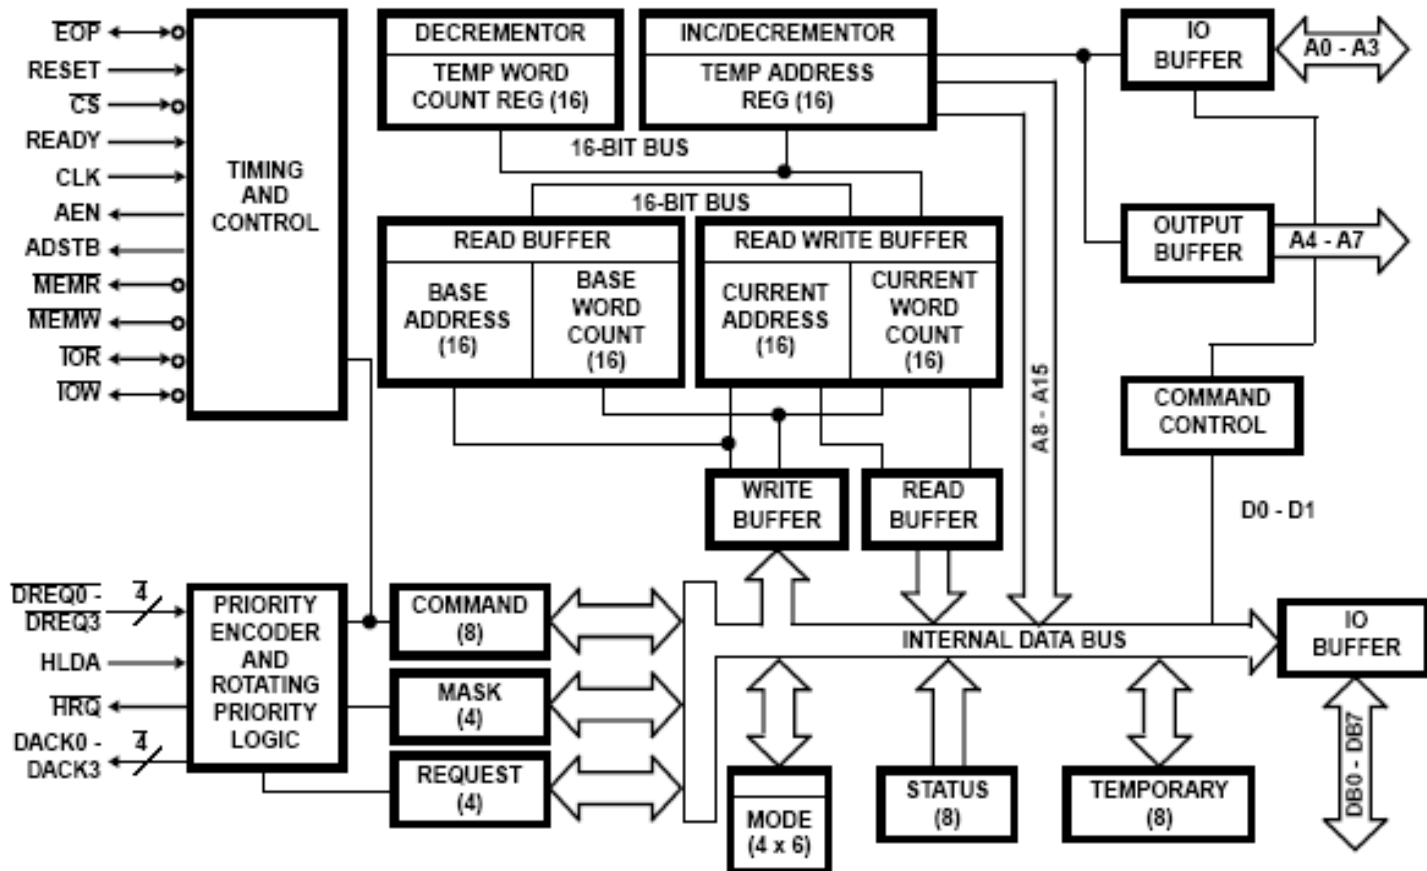 EOP
RESET
CS
READY
CLK
AEN
ADSTB
MEMR
MEMW
IOR
IOW
TIMING
AND
CONTROL
DECREMENTOR
TEMP WORD
COUNT REG (16)
INC/DECREMENTOR
TEMP ADDRESS
REG (16)
IO
BUFFER
A0 - A3
16-BIT BUS
16-BIT BUS
READ BUFFER
BASE
ADDRESS
(16)
BASE
WORD
COUNT
(16)
READ WRITE BUFFER
CURRENT
ADDRESS
(16)
CURRENT
WORD
COUNT
(16)
A8 - A15
OUTPUT
BUFFER
A4 - A7
COMMAND
CONTROL
WRITE
BUFFER
READ
BUFFER
D0 - D1
DREQ0 -
DREQ3
4
HLDA
HRQ
DACK0 -
DACK3
4
PRIORITY
ENCODER
AND
ROTATING
PRIORITY
LOGIC
COMMAND
(8)
MASK
(4)
REQUEST
(4)
INTERNAL DATA BUS
IO
BUFFER
MODE
(4 x 6)
STATUS
(8)
TEMPORARY
(8)
DB0 - DB7